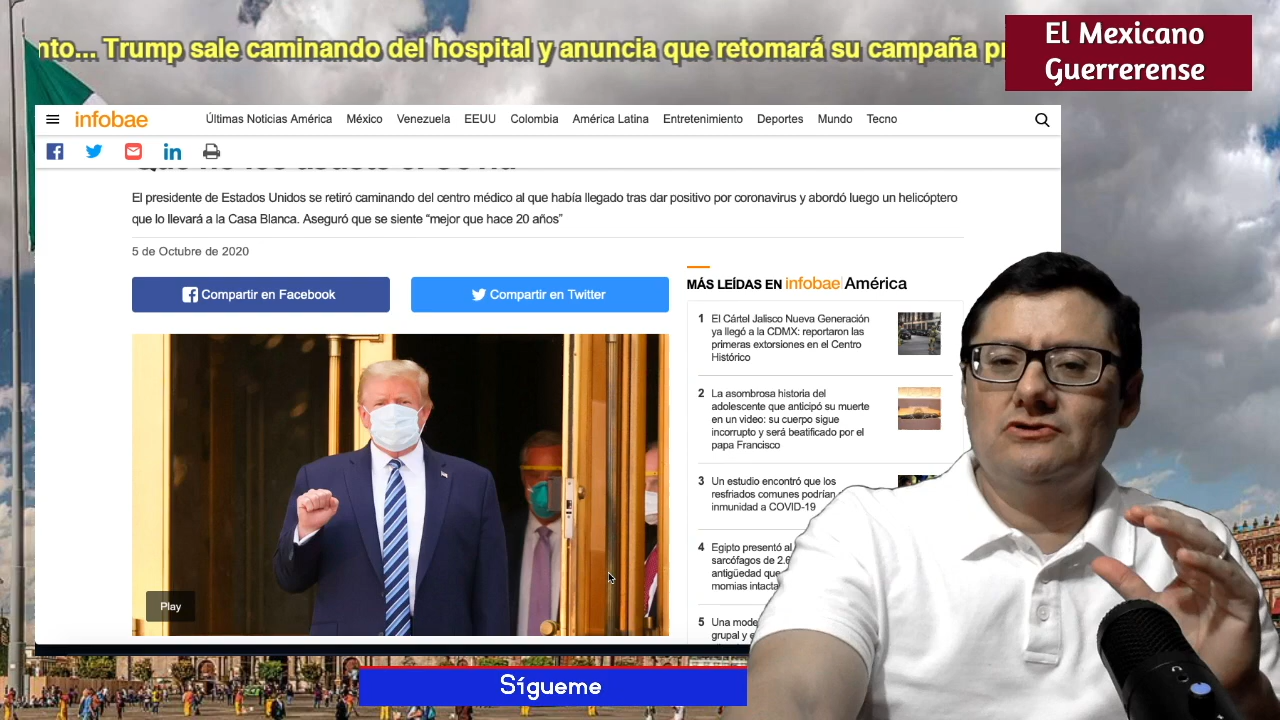 nto... Trump sale caminando del hospital y anuncia que retomará su campaña
El Mexicano
Guerrerense
infobae
Últimas Noticias América México Venezuela EEUU Colombia América Latina Entretenimiento Deportes Mundo Tecno
El presidente de Estados Unidos se retiró caminando del centro médico al que había llegado tras dar positivo por coronavirus y abordó luego un helicóptero
que lo llevará a la Casa Blanca. Aseguró que se siente “mejor que hace 20 años”
5 de Octubre de 2020
Compartir en Facebook
Compartir en Twitter
MÁS LEÍDAS EN infobae América
1 El Cártel Jalisco Nueva Generación
ya llegó a la CDMX: reportaron las
primeras extorsiones en el Centro
Histórico
2 La asombrosa historia del
adolescente que anticipó su muerte
en un video: su cuerpo sigue
incorrupto y será beatificado por el
papa Francisco
3 Un estudio encontró que los
resfriados comunes podrían
inmunidad a COVID-19
4 Egipto presentó al
sarcófagos de 2.6
antigüedad que
momias intacta
5 Una mode
grupal y
Play
Sígueme